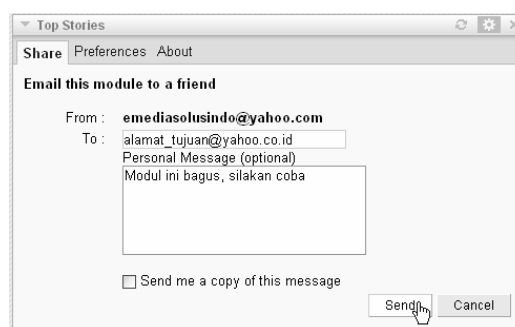 Top Stories
Share Preferences About
Email this module to a friend
From : emediasolusindo@yahoo.com
To : alamat_tujuan@yahoo.co.id
Personal Message (optional)
Modul ini bagus, silakan coba
Send me a copy of this message
Send Cancel